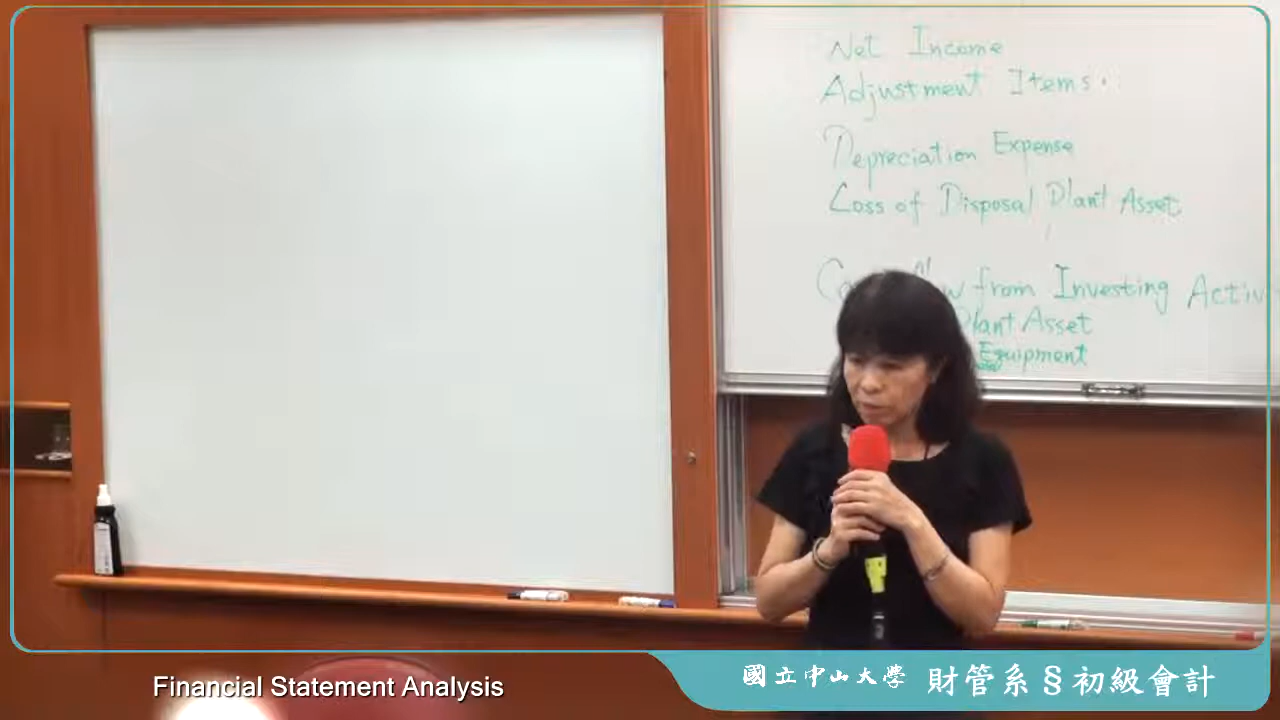 Net Income
Adjustment Items.
Depreciation Expense
Loss of Disposal Plant Asset
from Investing Activ
Plant Asset
Equipment
Financial Statement Analysis
國立中山大學 財管系§初級會計